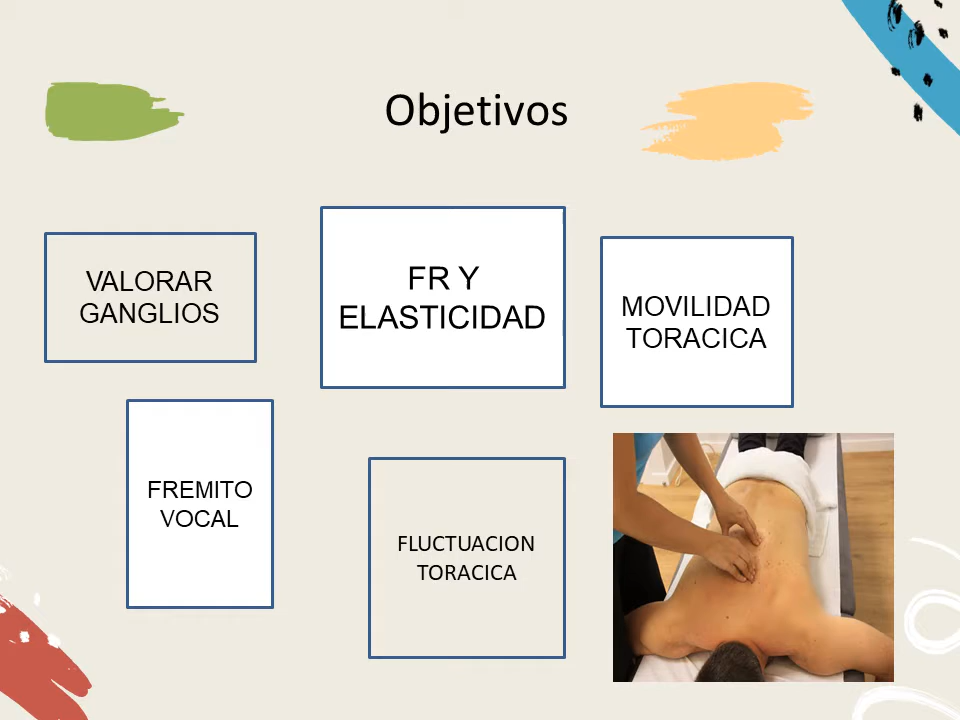 Objetivos
VALORAR
GANGLIOS
FR Y
ELASTICIDAD
MOVILIDAD
TORACICA
FREMITO
VOCAL
FLUCTUACION
TORACICA